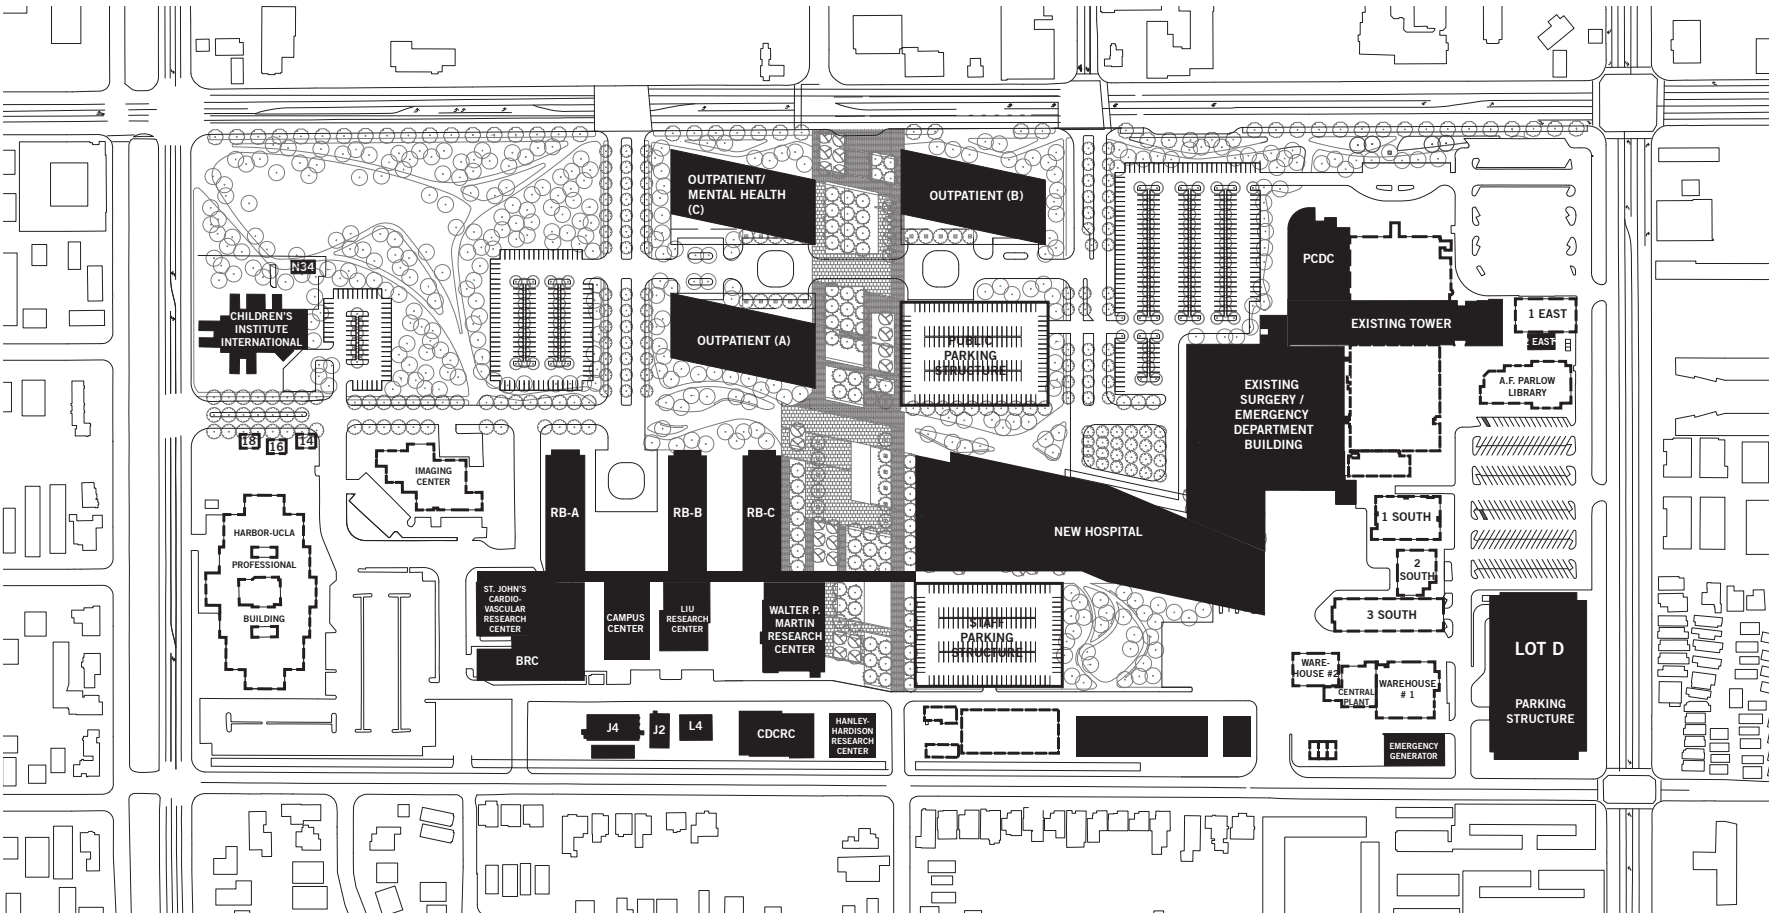 OUTPATIENT/
MENTAL HEALTH
(C)
OUTPATIENT (B)
PCDC
N34
CHILDREN'S
INSTITUTE
INTERNATIONAL
OUTPATIENT (A)
PUBLIC
PARKING
STRUCTURE
EXISTING TOWER
1 EAST
EAST
A.F. PARLOW
LIBRARY
EXISTING
SURGERY /
EMERGENCY
DEPARTMENT
BUILDING
18
16
14
IMAGING
CENTER
RB-A
RB-B
RB-C
NEW HOSPITAL
1 SOUTH
2
SOUTH
3 SOUTH
HARBOR-UCLA
PROFESSIONAL
BUILDING
ST. JOHN'S
CARDIO-
VASCULAR
RESEARCH
CENTER
BRC
CAMPUS
CENTER
LIU
RESEARCH
CENTER
WALTER P.
MARTIN
RESEARCH
CENTER
STAFF
PARKING
STRUCTURE
WARE-
HOUSE #2
CENTRAL
PLANT
WAREHOUSE
# 1
LOT D
PARKING
STRUCTURE
J4
J2
L4
CDCRC
HANLEY-
HARDISON
RESEARCH
CENTER
EMERGENCY
GENERATOR